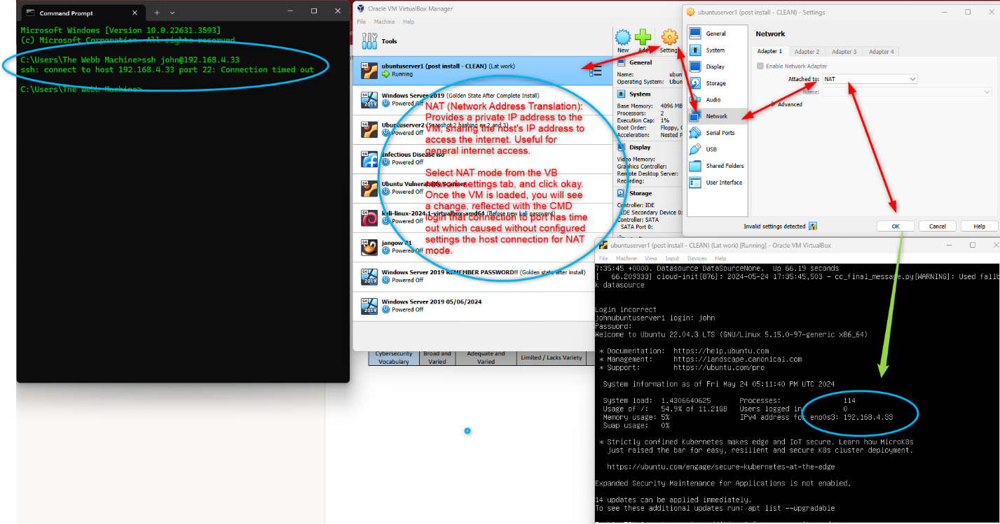 Command Prompt
Microsoft Windows [Version 10.0.22631.3593]
(c) Microsoft Corporation. All rights reserved.
C:\Users\The Webb Machine>ssh john@192.168.4.33
ssh: connect to host 192.168.4.33 port 22: Connection timed out
C:\Users\The Webb Machine>
Oracle VM VirtualBox Manager
File Machine Help
Tools
New Add Settings
ubuntuserver1 (post install - CLEAN) (Lat work)
Running
Windows Server 2019 (Golden State After Complete Install)
Powered Off
Ubuntuserver2 (Snapshot 2 hashing ex 2 and 3)
Powered Off
Infectious Disease iso
Powered Off
Ubuntu Vulnerability Scanner
Powered Off
kali-linux-2024.1-virtualbox-amd64 (Before new kali password)
Powered Off
jangow 01
Powered Off
Windows Server 2019 REMEMBER PASSWORD!! (Golden state after install)
Powered Off
Windows Server 2019 05/06/2024
Powered Off
NAT (Network Address Translation):
Provides a private IP address to the
VM, sharing the host's IP address to
access the internet. Useful for
general internet access.
Select NAT mode from the VB
network settings tab, and click okay.
Once the VM is loaded, you will see
a change, reflected with the CMD
login that connection to port has time
out which caused without configured
settings the host connection for NAT
mode.
General
Name: ubun
Operating System: Ubun
System
Base Memory: 4096 MB
Processors: 2
Execution Cap: 1%
Boot Order: Floppy, O
Acceleration: Nested P
Display
Video Memory:
Graphics Controller:
Remote Desktop Server:
Recording:
Storage
Controller: IDE
IDE Secondary Device 0:
Controller: SATA
SATA Port 0:
Cybersecurity Vocabulary
Broad and Varied
Adequate and Varied
Limited / Lacks Variety
ubuntuserver1 (post install - CLEAN) - Settings
General
System
Display
Storage
Audio
Network
Serial Ports
USB
Shared Folders
User Interface
Network
Adapter 1 Adapter 2 Adapter 3 Adapter 4
Enable Network Adapter
Attached to: NAT
Name:
Advanced
Invalid settings detected
OK Cancel Help
ubuntuserver1 (post install - CLEAN) (Lat work) [Running] - Oracle VM VirtualBox
File Machine View Input Devices Help
7:35:45 +0000. Datasource DataSourceNone. Up 66.19 seconds
[ 66.209333] cloud-init[876]: 2024-05-24 17:35:45,503 - cc_final_message.py[WARNING]: Used fallb
k datasource
Login incorrect
johnubuntuserver1 login: john
Password:
Welcome to Ubuntu 22.04.3 LTS (GNU/Linux 5.15.0-97-generic x86_64)
* Documentation: https://help.ubuntu.com
* Management: https://landscape.canonical.com
* Support: https://ubuntu.com/pro
System information as of Fri May 24 05:11:40 PM UTC 2024
System load: 1.4306640625 Processes: 114
Usage of /: 54.9% of 11.21GB Users logged in: 0
Memory usage: 5% IPv4 address for enp0s3: 192.168.4.33
Swap usage: 0%
* Strictly confined Kubernetes makes edge and IoT secure. Learn how MicroK8s
just raised the bar for easy, resilient and secure K8s cluster deployment.
https://ubuntu.com/engage/secure-kubernetes-at-the-edge
Expanded Security Maintenance for Applications is not enabled.
14 updates can be applied immediately.
To see these additional updates run: apt list --upgradable